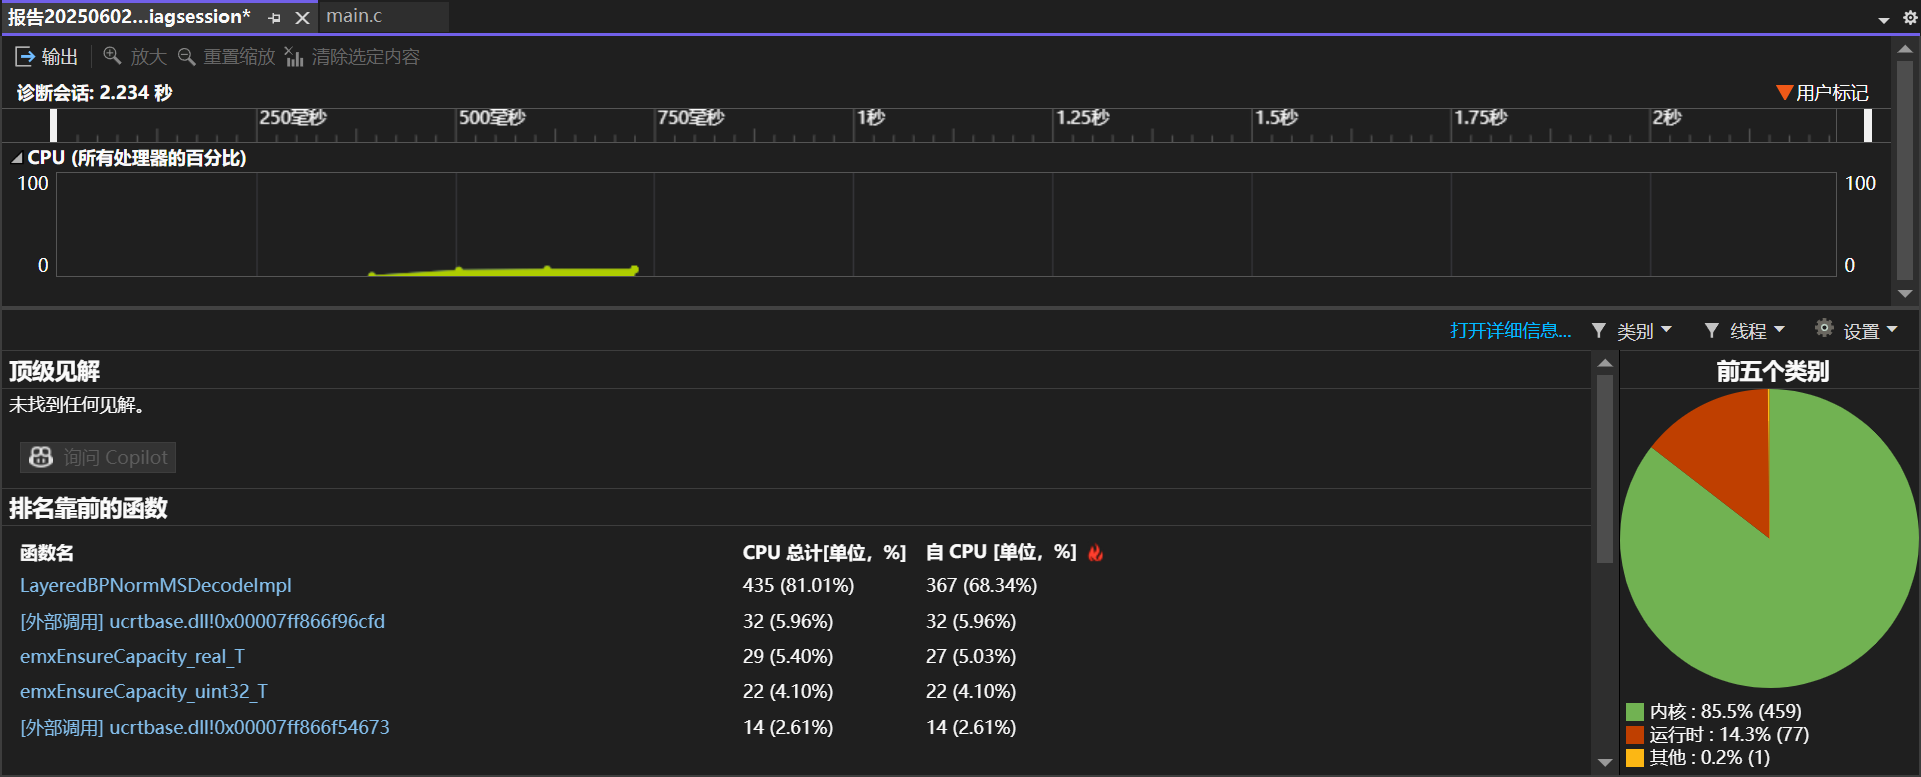 报告20250602...iagsession*
main.c
输出
放大
重置缩放
清除选定内容
诊断会话: 2.234 秒
用户标记
250毫秒
500毫秒
750毫秒
1秒
1.25秒
1.5秒
1.75秒
2秒
CPU (所有处理器的百分比)
100
100
0
0
打开详细信息...
类别
线程
设置
顶级见解
未找到任何见解。
询问 Copilot
排名靠前的函数
函数名 CPU 总计[单位，%] 自 CPU [单位，%]
LayeredBPNormMSDecodeImpl 435 (81.01%) 367 (68.34%)
[外部调用] ucrtbase.dll!0x00007ff866f96cfd 32 (5.96%) 32 (5.96%)
emxEnsureCapacity_real_T 29 (5.40%) 27 (5.03%)
emxEnsureCapacity_uint32_T 22 (4.10%) 22 (4.10%)
[外部调用] ucrtbase.dll!0x00007ff866f54673 14 (2.61%) 14 (2.61%)
前五个类别
内核 : 85.5% (459)
运行时 : 14.3% (77)
其他 : 0.2% (1)